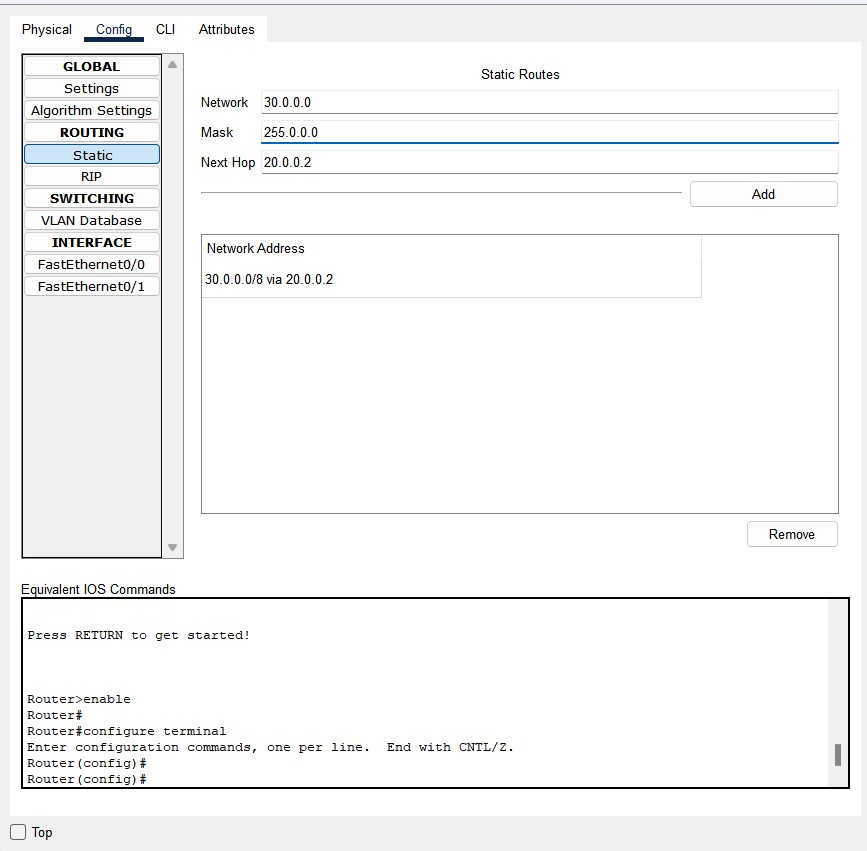 Physical Config CLI Attributes
GLOBAL
Settings
Algorithm Settings
ROUTING
Static
RIP
SWITCHING
VLAN Database
INTERFACE
FastEthernet0/0
FastEthernet0/1
Static Routes
Network 30.0.0.0
Mask 255.0.0.0
Next Hop 20.0.0.2
Add
Network Address
30.0.0.0/8 via 20.0.0.2
Remove
Equivalent IOS Commands
Press RETURN to get started!
Router>enable
Router#
Router#configure terminal
Enter configuration commands, one per line.  End with CNTL/Z.
Router(config)#
Router(config)#
Top